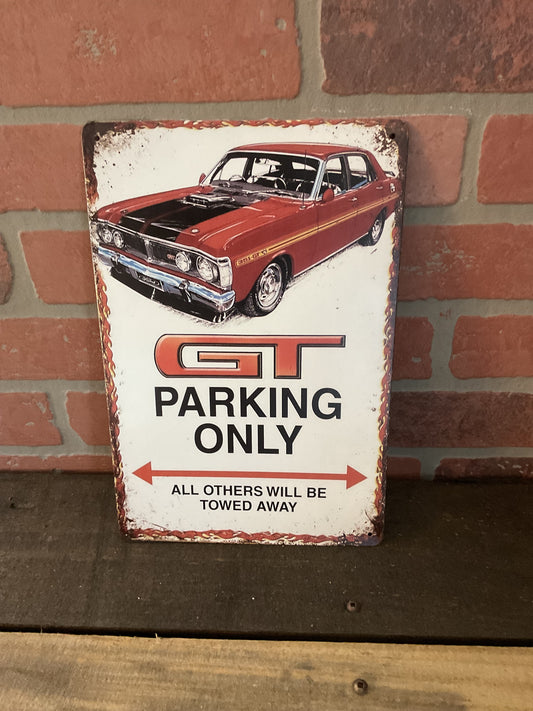 GT
PARKING
ONLY
ALL OTHERS WILL BE
TOWED AWAY